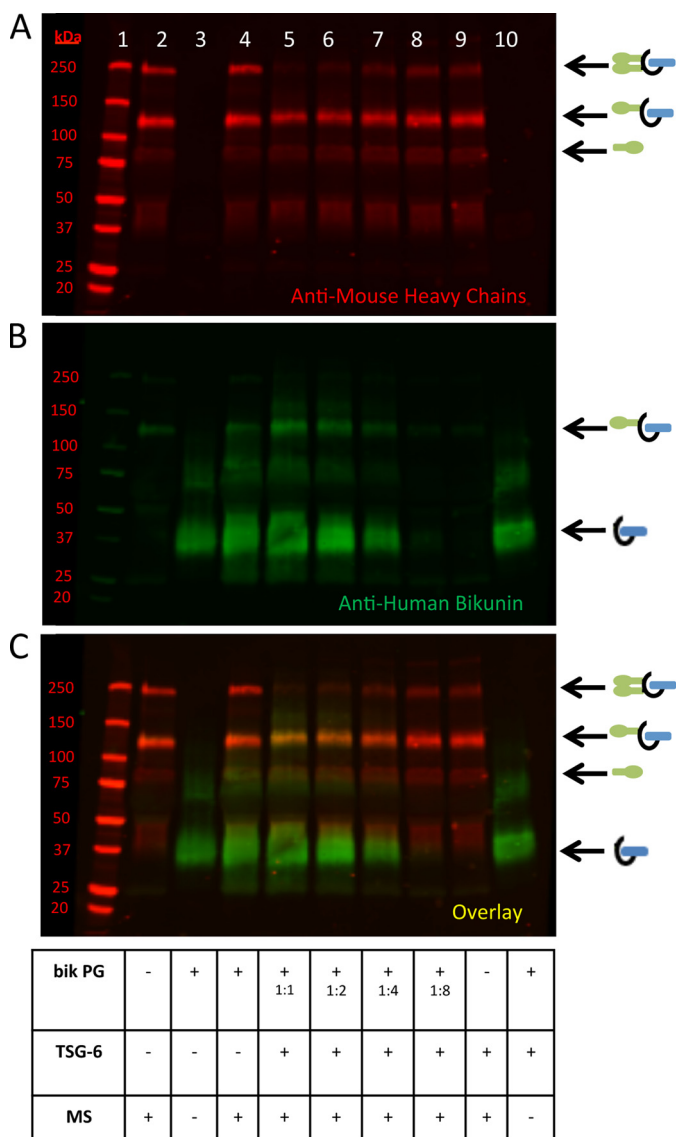 A
kDa 1 2 3 4 5 6 7 8 9 10
250
150
100
75
50
37
25
20
Anti-Mouse Heavy Chains
B
250
150
100
75
50
37
25
20
Anti-Human Bikunin
C
250
150
100
75
50
37
25
20
Overlay
bik PG - + + + + + + - +
1:1 1:2 1:4 1:8
TSG-6 - - - + + + + + +
MS + - + + + + + + -